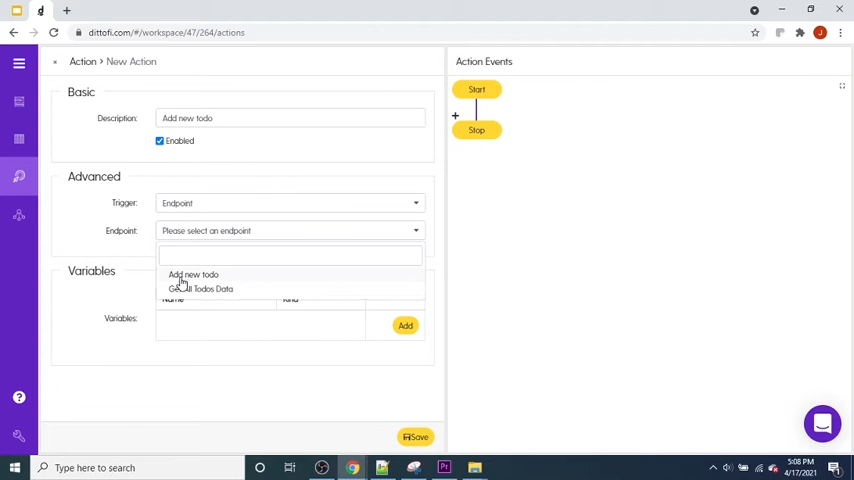 dittofi.com/#/workspace/47/264/actions
J
× Action > New Action
Action Events
Basic
Description: Add new todo
Enabled
Start
Stop
Advanced
Trigger: Endpoint
Endpoint: Please select an endpoint
Add new todo
Get All Todos Data
Variables
Name Kind
Variables:
Add
Save
Type here to search
Pr
5:08 PM
4/17/2021